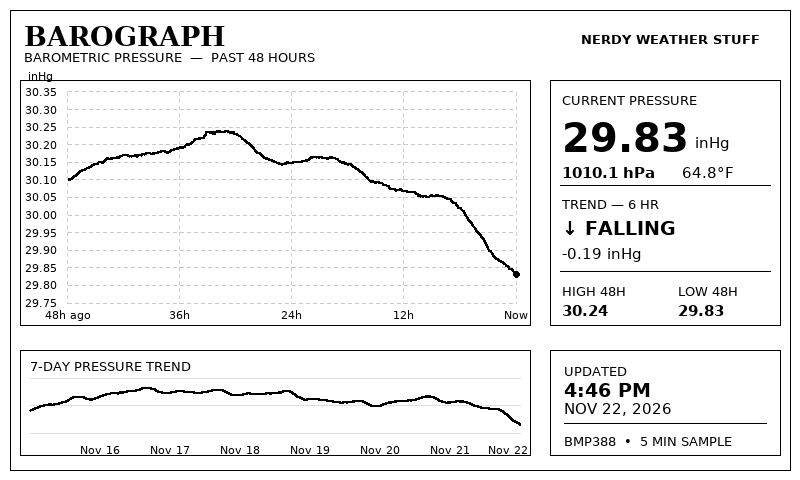 BAROGRAPH
BAROMETRIC PRESSURE — PAST 48 HOURS
NERDY WEATHER STUFF
inHg
30.35
30.30
30.25
30.20
30.15
30.10
30.05
30.00
29.95
29.90
29.85
29.80
29.75
48h ago 36h 24h 12h Now
CURRENT PRESSURE
29.83 inHg
1010.1 hPa 64.8°F
TREND — 6 HR
↓ FALLING
-0.19 inHg
HIGH 48H LOW 48H
30.24 29.83
7-DAY PRESSURE TREND
Nov 16 Nov 17 Nov 18 Nov 19 Nov 20 Nov 21 Nov 22
UPDATED
4:46 PM
NOV 22, 2026
BMP388 • 5 MIN SAMPLE